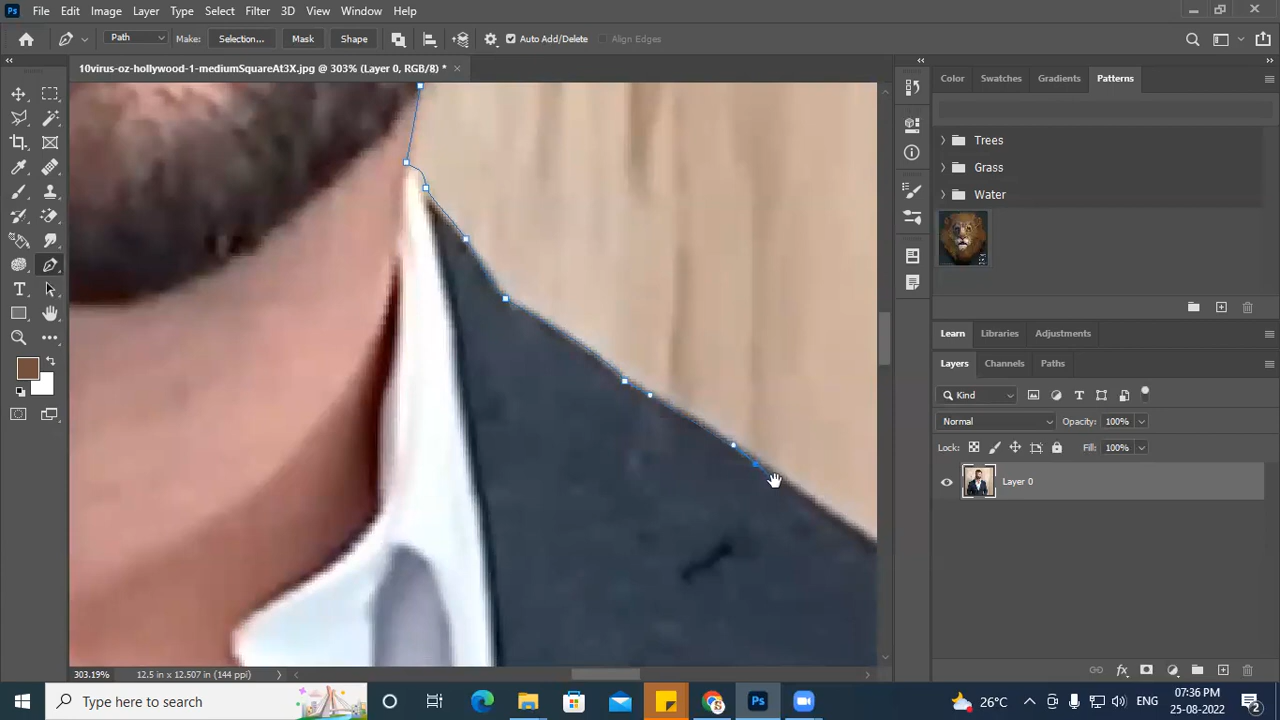 Ps File Edit Image Layer Type Select Filter 3D View Window Help
Path Make: Selection... Mask Shape Auto Add/Delete Align Edges
10virus-oz-hollywood-1-mediumSquareAt3X.jpg @ 303% (Layer 0, RGB/8) *
Color Swatches Gradients Patterns
Trees
Grass
Water
Learn Libraries Adjustments
Layers Channels Paths
Kind
Normal Opacity: 100%
Lock: Fill: 100%
Layer 0
303.19% 12.5 in x 12.507 in (144 ppi)
Type here to search
Ps
26°C
ENG
07:36 PM
25-08-2022
2